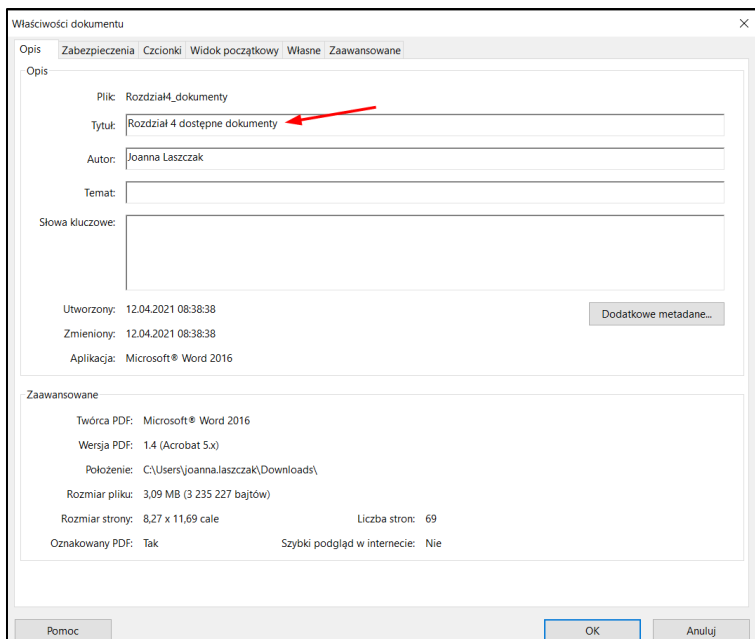 Właściwości dokumentu
Opis Zabezpieczenia Czcionki Widok początkowy Własne Zaawansowane
Opis
Plik: Rozdział4_dokumenty
Tytuł: Rozdział 4 dostępne dokumenty
Autor: Joanna Laszczak
Temat:
Słowa kluczowe:
Utworzony: 12.04.2021 08:38:38
Dodatkowe metadane...
Zmieniony: 12.04.2021 08:38:38
Aplikacja: Microsoft® Word 2016
Zaawansowane
Twórca PDF: Microsoft® Word 2016
Wersja PDF: 1.4 (Acrobat 5.x)
Położenie: C:\Users\joanna.laszczak\Downloads\
Rozmiar pliku: 3,09 MB (3 235 227 bajtów)
Rozmiar strony: 8,27 x 11,69 cale Liczba stron: 69
Oznakowany PDF: Tak Szybki podgląd w internecie: Nie
Pomoc OK Anuluj